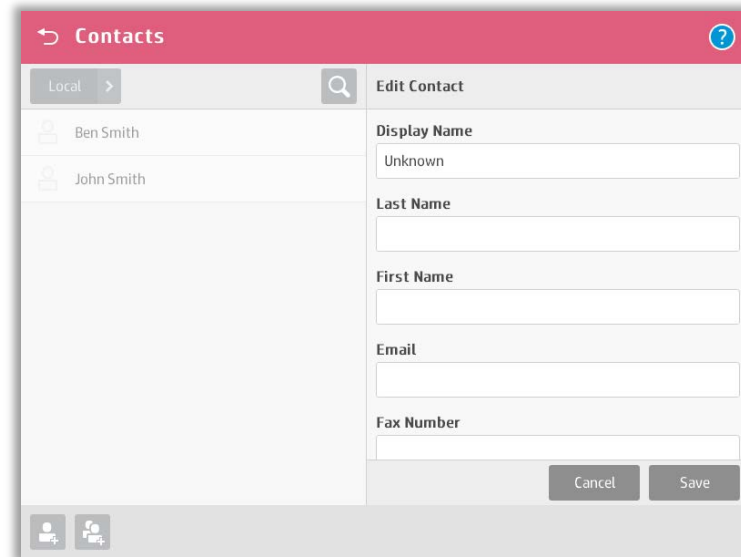 Contacts
?
Local
Ben Smith
John Smith
Edit Contact
Display Name
Unknown
Last Name
First Name
Email
Fax Number
Cancel
Save